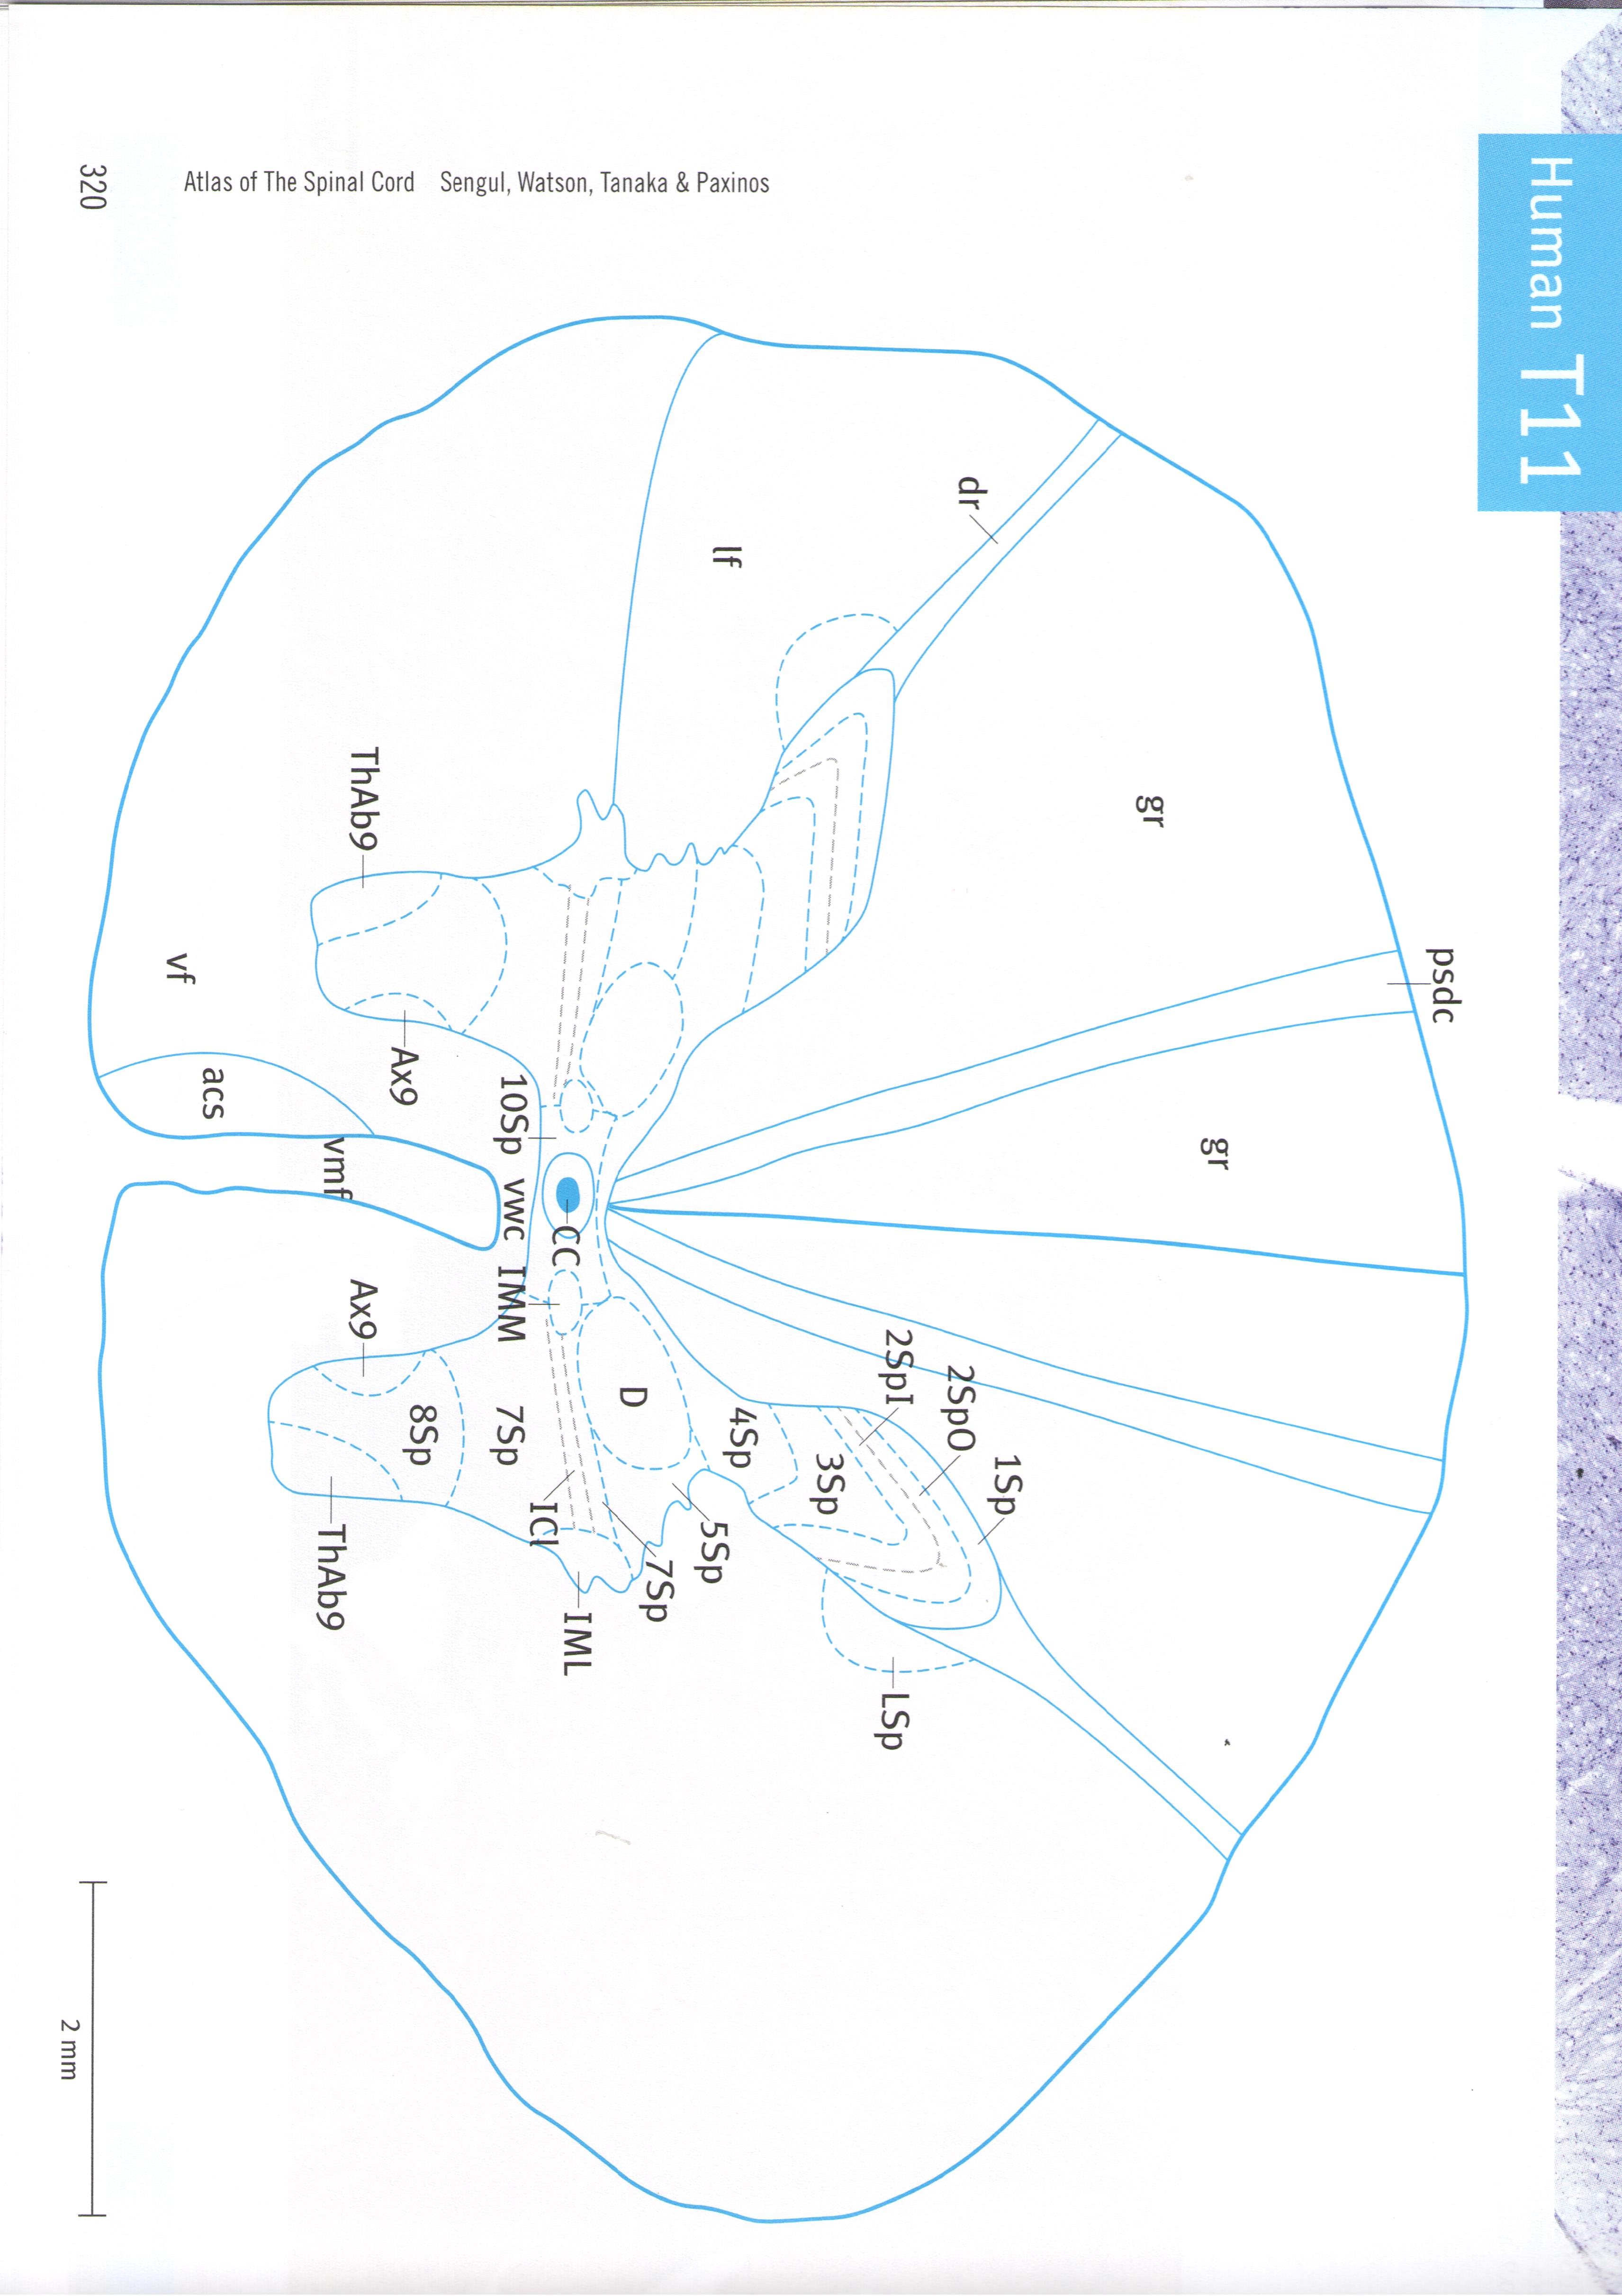 Human T11
psdc
gr
gr
dr
lf
1Sp
2SpO
2SpI
3Sp
4Sp
LSp
5Sp
D
7Sp
IML
ICl
CC
10Sp
vwc
IMM
7Sp
8Sp
Ax9
Ax9
ThAb9
ThAb9
vmf
acs
vf
2 mm
320
Atlas of The Spinal Cord Sengul, Watson, Tanaka & Paxinos